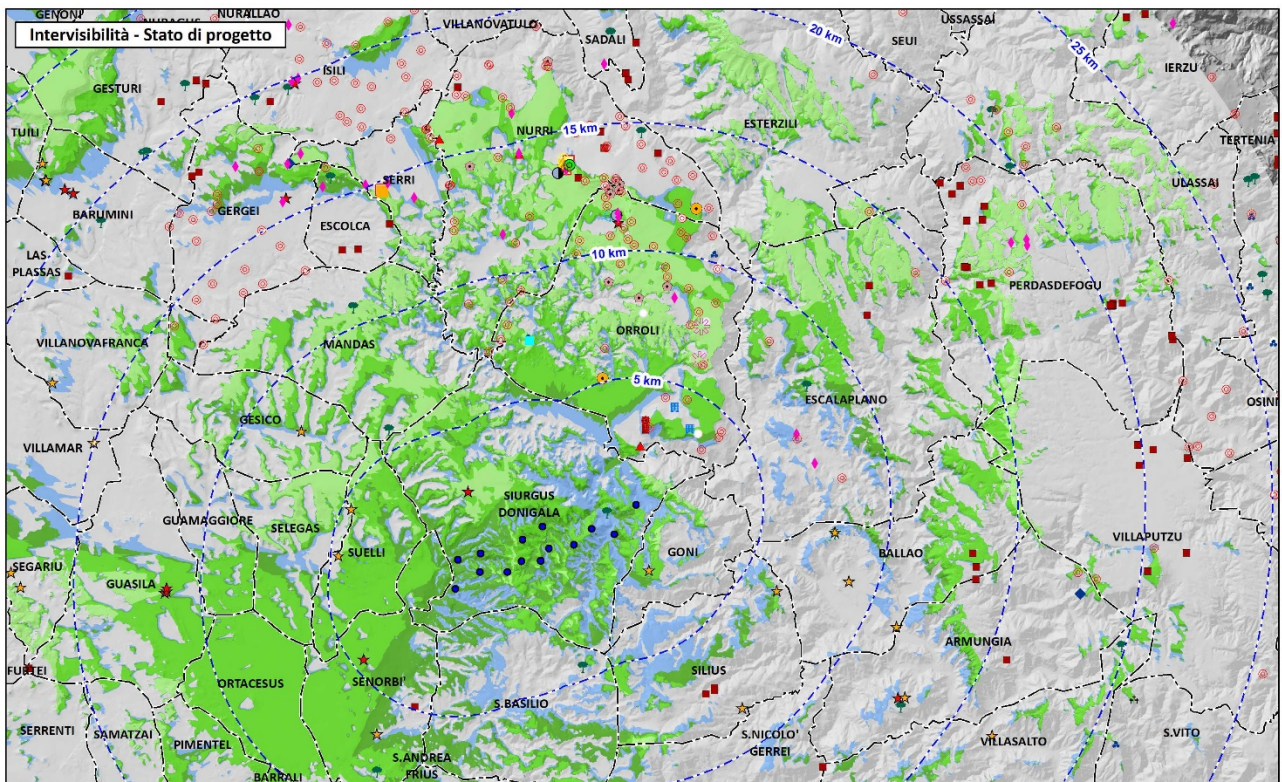 GENONI
NURAGUS
NURALLAO
VILLANOVATULO
USSASSAI
Intervisibilità - Stato di progetto
SADALI
SEUI
20 km
25 km
ISILI
IERZU
GESTURI
TUILI
NURRI
15 km
ESTERZILI
TERTENIA
SERRI
ULASSAI
BARUMINI
GERGEI
ESCOLCA
LAS
PLASSAS
10 km
PERDASDEFOGU
ORROLI
VILLANOVAFRANCA
MANDAS
5 km
ESCALAPLANO
OSINI
GESICO
VILLAMAR
SIURGUS
DONIGALA
GUAMAGGIORE
SELEGAS
VILLAPUTZU
SUELLI
GONI
BALLAO
SEGARIU
GUASILA
ARMUNGIA
FURTEI
SILIUS
ORTACESUS
SENORBI'
S.BASILIO
SERRENTI
SAMATZAI
PIMENTEL
S.NICOLO'
GERREI
VILLASALTO
S.VITO
S.ANDREA
FRIUS
BARRALI